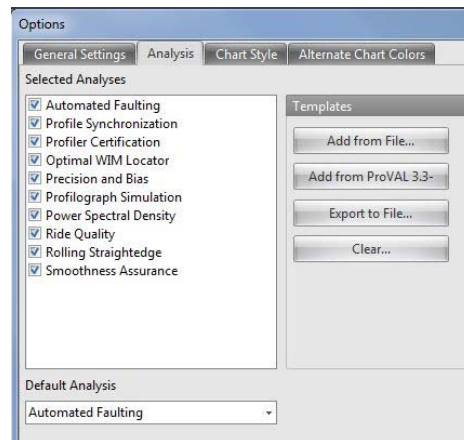 Options
General Settings Analysis Chart Style Alternate Chart Colors
Selected Analyses
Automated Faulting
Profile Synchronization
Profiler Certification
Optimal WIM Locator
Precision and Bias
Profilograph Simulation
Power Spectral Density
Ride Quality
Rolling Straightedge
Smoothness Assurance
Templates
Add from File...
Add from ProVAL 3.3-
Export to File...
Clear...
Default Analysis
Automated Faulting